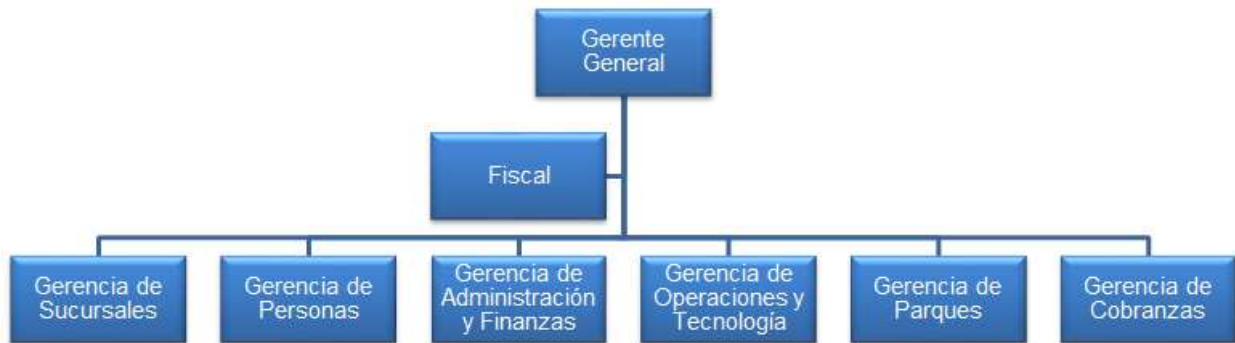 Gerente
General
Fiscal
Gerencia de
Sucursales
Gerencia de
Personas
Gerencia de
Administración
y Finanzas
Gerencia de
Operaciones y
Tecnología
Gerencia de
Parques
Gerencia de
Cobranzas